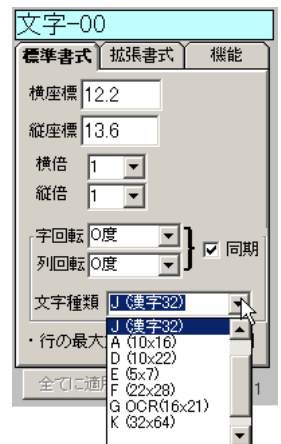 文字-00
標準書式 拡張書式 機能
横座標 12.2
縦座標 13.6
横倍 1
縦倍 1
字回転 0度
列回転 0度
同期
文字種類 J (漢字32)
J (漢字32)
A (10x16)
D (10x22)
E (5x7)
F (22x28)
G OCR(16x21)
K (32x64)
・行の最大
全てに適
1